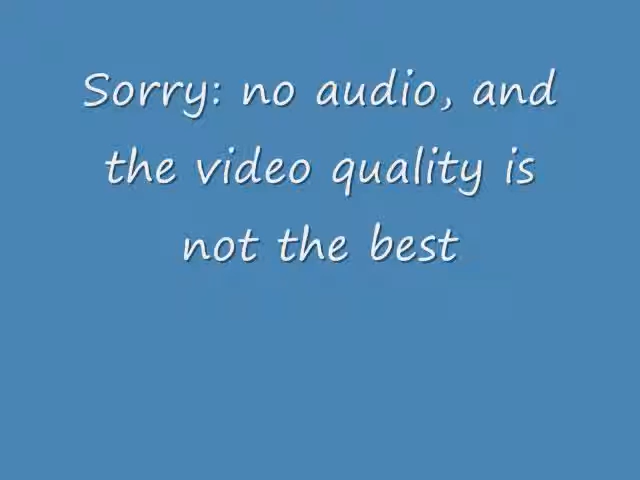 Sorry: no audio, and
the video quality is
not the best